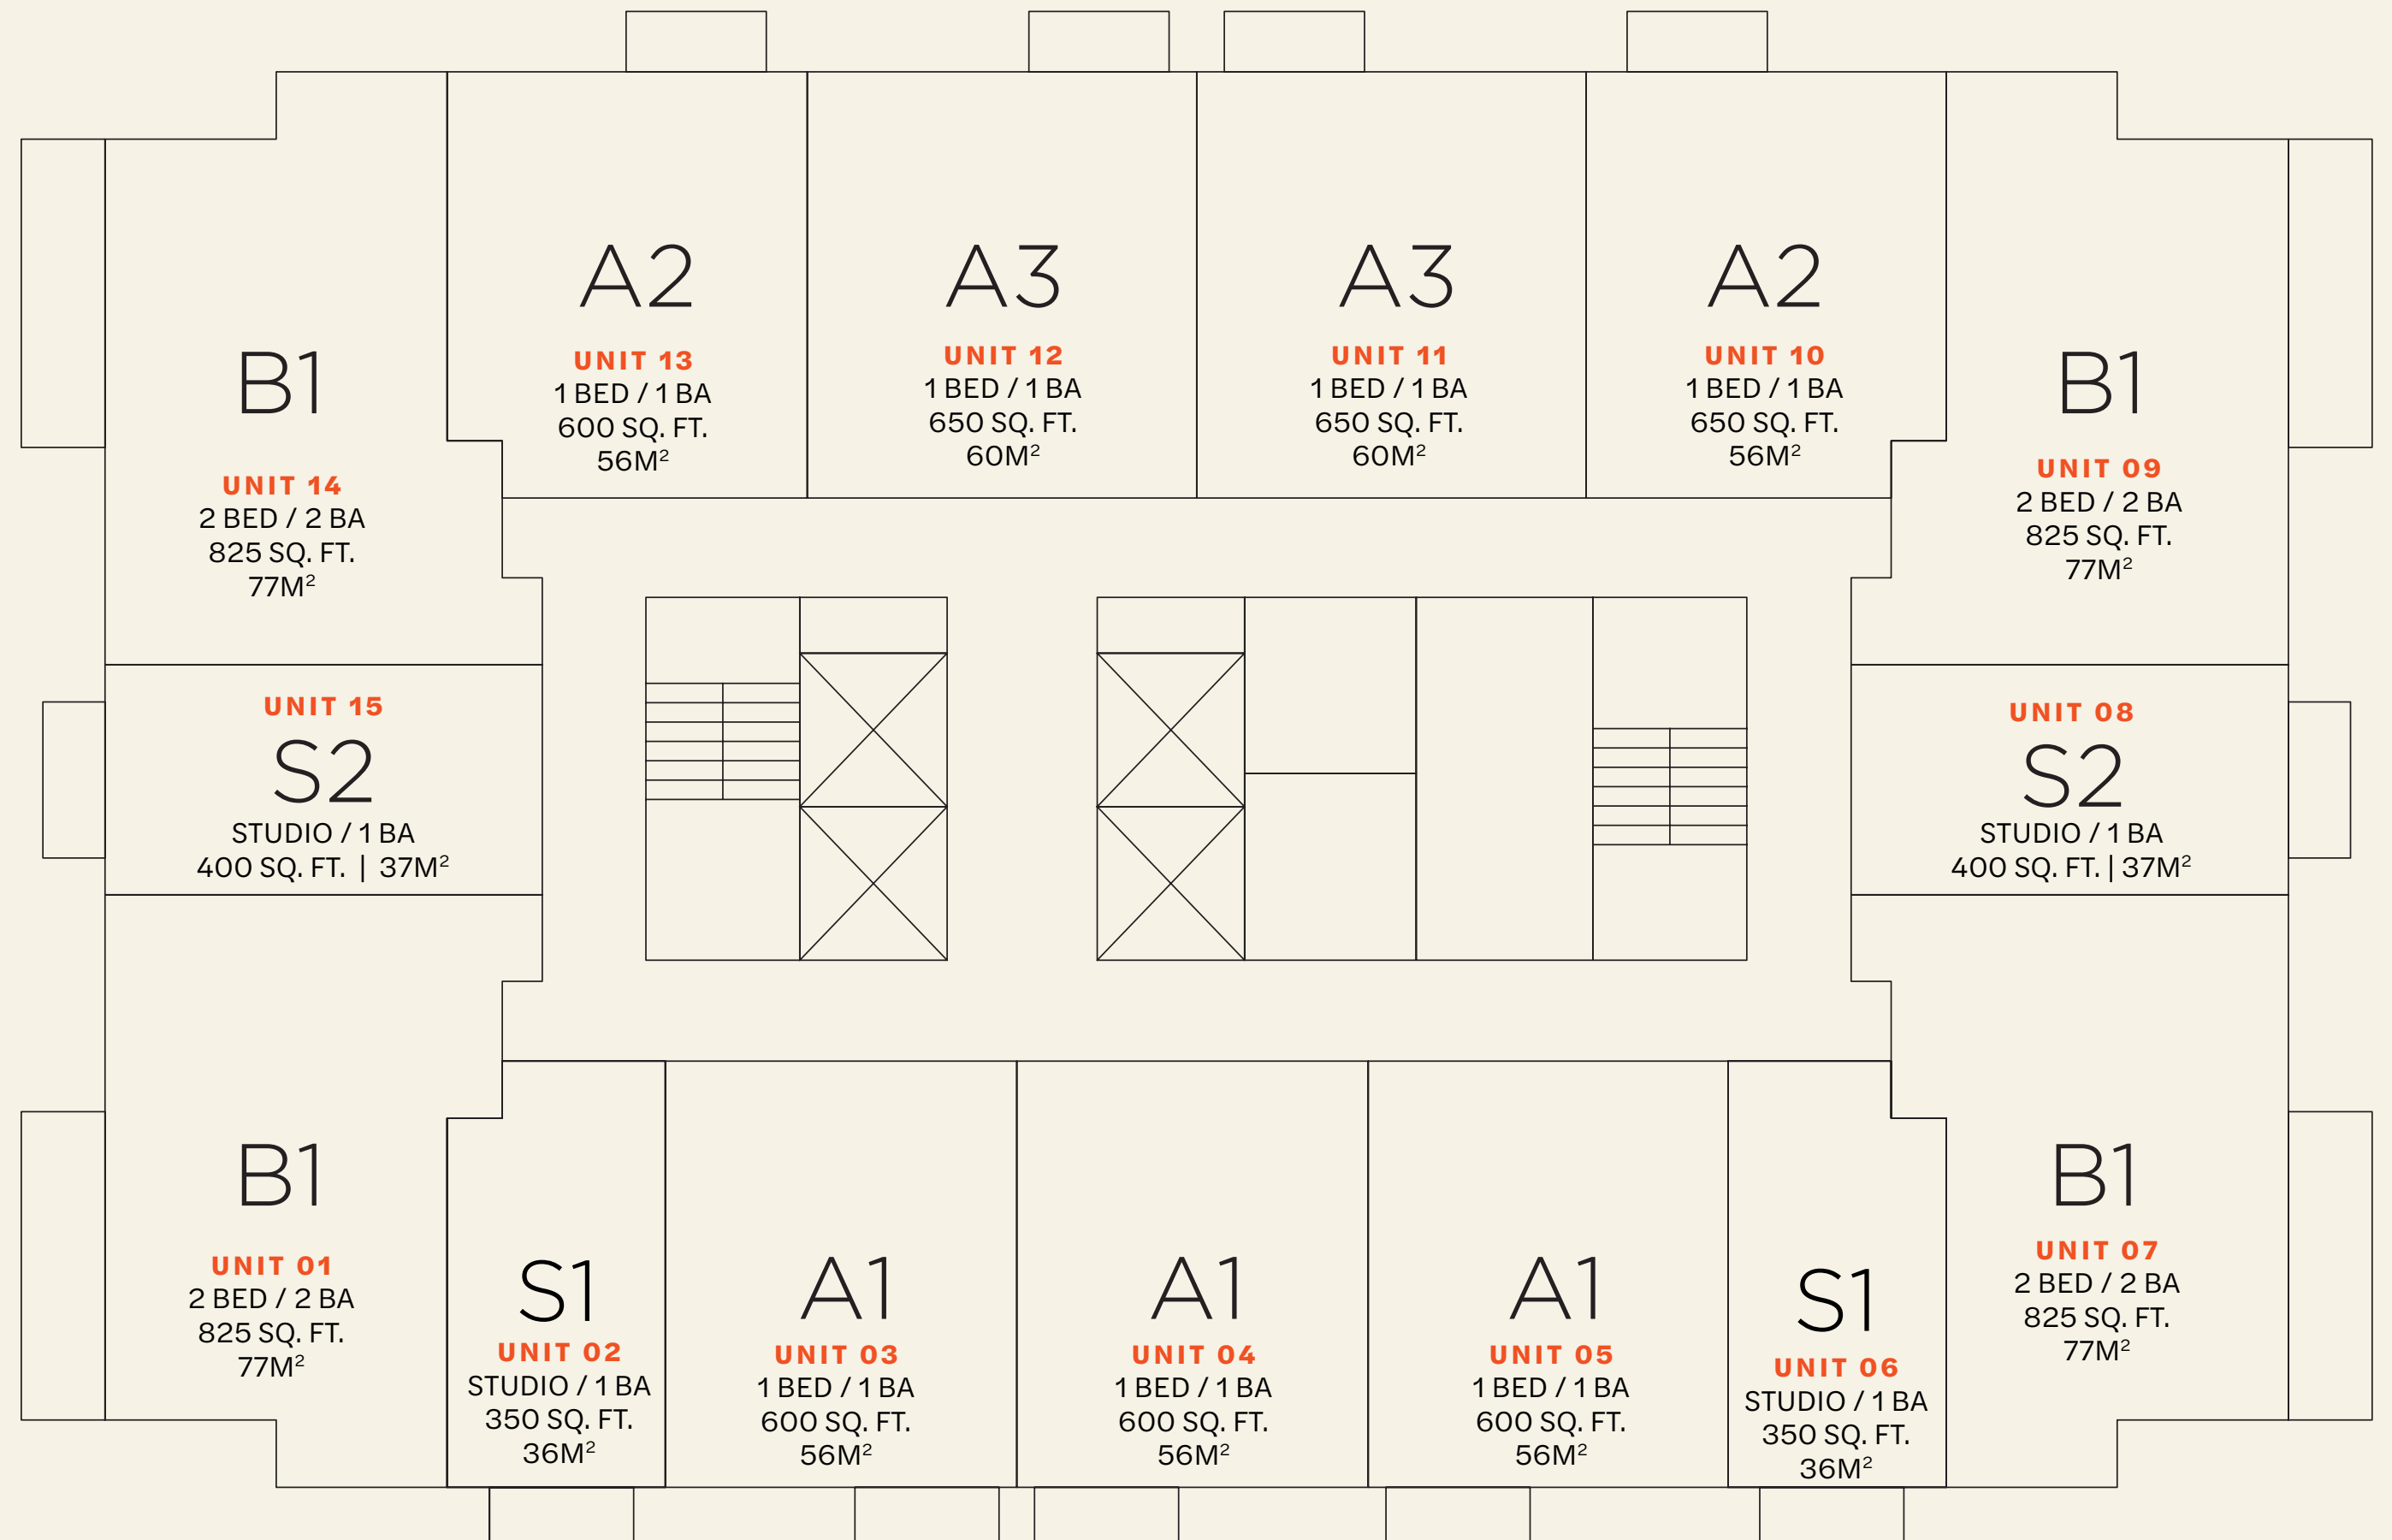 A2
UNIT 13
1 BED / 1 BA
600 SQ. FT.
56M²
A3
UNIT 12
1 BED / 1 BA
650 SQ. FT.
60M²
A3
UNIT 11
1 BED / 1 BA
650 SQ. FT.
60M²
A2
UNIT 10
1 BED / 1 BA
650 SQ. FT.
56M²
B1
UNIT 14
2 BED / 2 BA
825 SQ. FT.
77M²
B1
UNIT 09
2 BED / 2 BA
825 SQ. FT.
77M²
UNIT 15
S2
STUDIO / 1 BA
400 SQ. FT. | 37M²
UNIT 08
S2
STUDIO / 1 BA
400 SQ. FT. | 37M²
B1
UNIT 01
2 BED / 2 BA
825 SQ. FT.
77M²
S1
UNIT 02
STUDIO / 1 BA
350 SQ. FT.
36M²
A1
UNIT 03
1 BED / 1 BA
600 SQ. FT.
56M²
A1
UNIT 04
1 BED / 1 BA
600 SQ. FT.
56M²
A1
UNIT 05
1 BED / 1 BA
600 SQ. FT.
56M²
S1
UNIT 06
STUDIO / 1 BA
350 SQ. FT.
36M²
B1
UNIT 07
2 BED / 2 BA
825 SQ. FT.
77M²